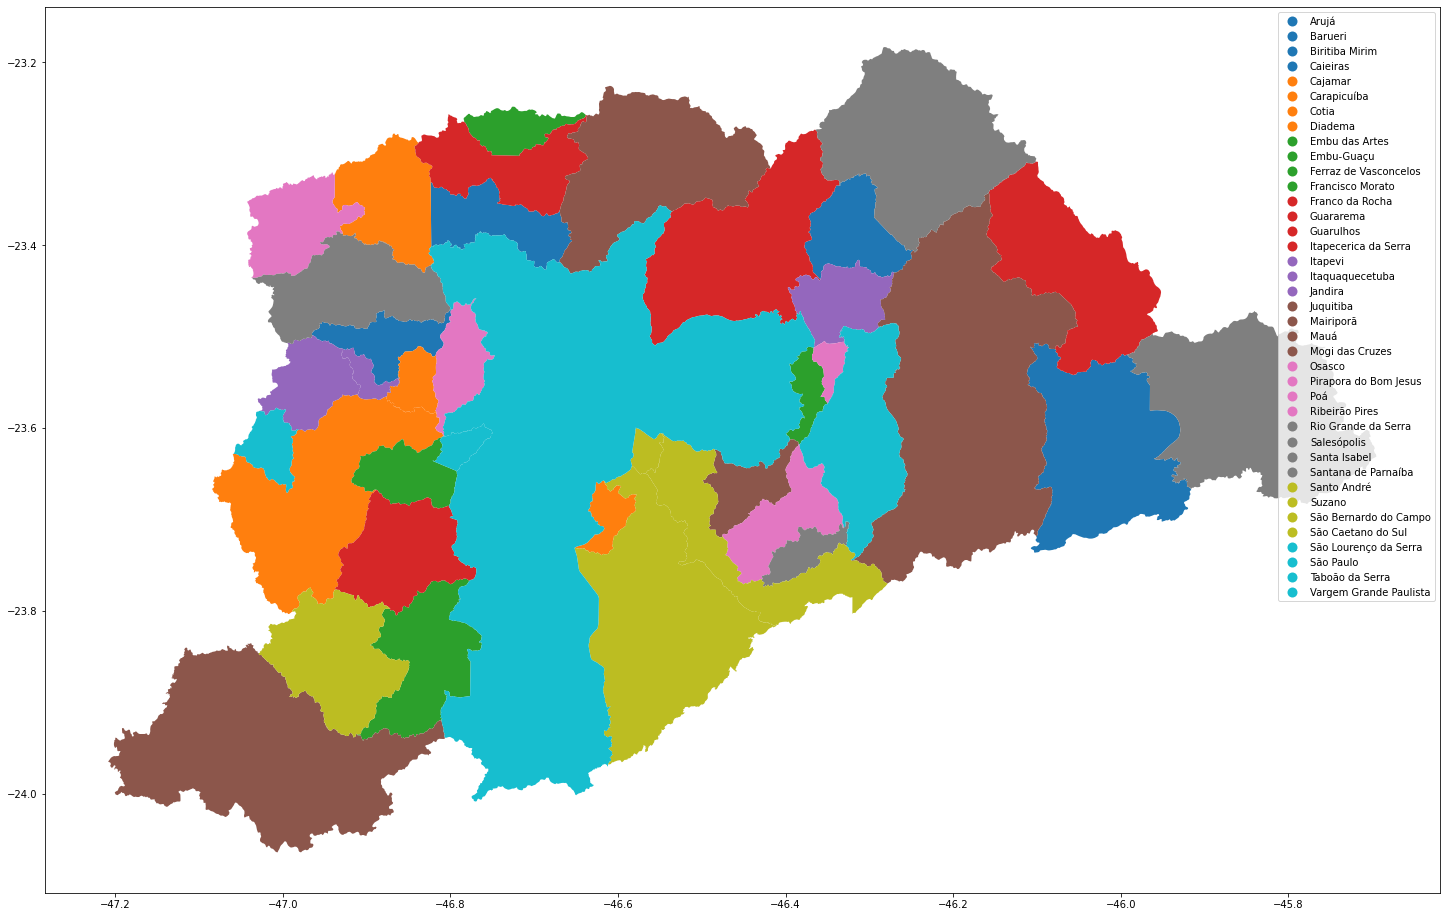 −23.2
−23.4
−23.6
−23.8
−24.0
−47.2
−47.0
−46.8
−46.6
−46.4
−46.2
−46.0
−45.8
Arujá
Barueri
Biritiba Mirim
Caieiras
Cajamar
Carapicuíba
Cotia
Diadema
Embu das Artes
Embu-Guaçu
Ferraz de Vasconcelos
Francisco Morato
Franco da Rocha
Guararema
Guarulhos
Itapecerica da Serra
Itapevi
Itaquaquecetuba
Jandira
Juquitiba
Mairiporã
Mauá
Mogi das Cruzes
Osasco
Pirapora do Bom Jesus
Poá
Ribeirão Pires
Rio Grande da Serra
Salesópolis
Santa Isabel
Santana de Parnaíba
Santo André
Suzano
São Bernardo do Campo
São Caetano do Sul
São Lourenço da Serra
São Paulo
Taboão da Serra
Vargem Grande Paulista